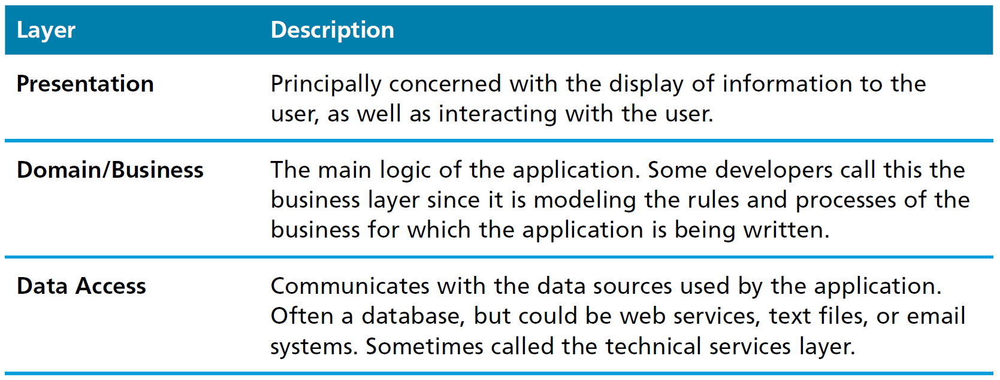 Layer Description
Presentation Principally concerned with the display of information to the
user, as well as interacting with the user.
Domain/Business The main logic of the application. Some developers call this the
business layer since it is modeling the rules and processes of the
business for which the application is being written.
Data Access Communicates with the data sources used by the application.
Often a database, but could be web services, text files, or email
systems. Sometimes called the technical services layer.